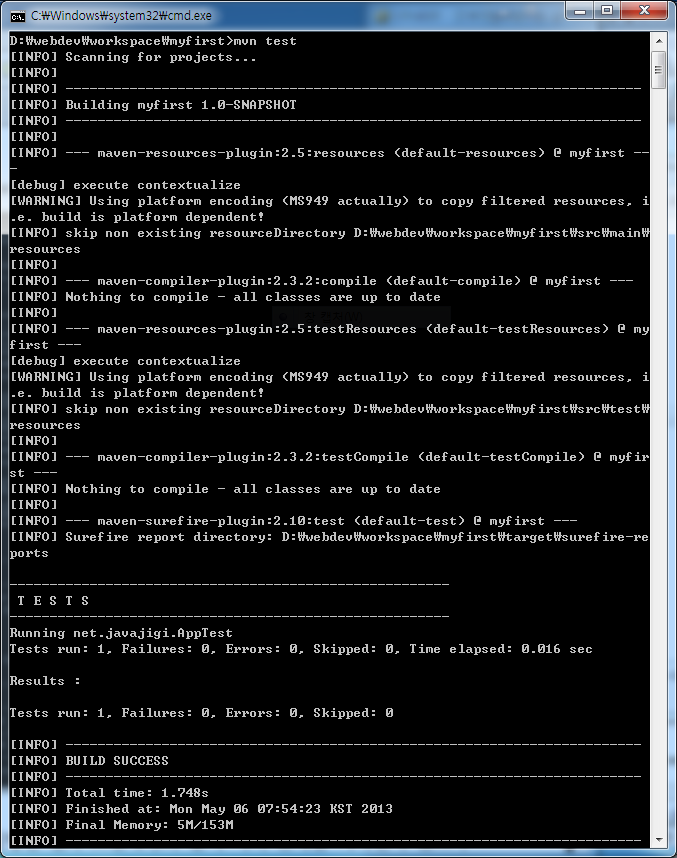 C:₩Windows₩system32₩cmd.exe
D:₩webdev₩workspace₩myfirst>mvn test
[INFO] Scanning for projects...
[INFO]
[INFO] ------------------------------------------------------------------------
[INFO] Building myfirst 1.0-SNAPSHOT
[INFO] ------------------------------------------------------------------------
[INFO]
[INFO] --- maven-resources-plugin:2.5:resources (default-resources) @ myfirst --
-
[debug] execute contextualize
[WARNING] Using platform encoding (MS949 actually) to copy filtered resources, i
.e. build is platform dependent!
[INFO] skip non existing resourceDirectory D:₩webdev₩workspace₩myfirst₩src₩main₩
resources
[INFO]
[INFO] --- maven-compiler-plugin:2.3.2:compile (default-compile) @ myfirst ---
[INFO] Nothing to compile - all classes are up to date
[INFO]
[INFO] --- maven-resources-plugin:2.5:testResources (default-testResources) @ my
first ---
[debug] execute contextualize
[WARNING] Using platform encoding (MS949 actually) to copy filtered resources, i
.e. build is platform dependent!
[INFO] skip non existing resourceDirectory D:₩webdev₩workspace₩myfirst₩src₩test₩
resources
[INFO]
[INFO] --- maven-compiler-plugin:2.3.2:testCompile (default-testCompile) @ myfir
st ---
[INFO] Nothing to compile - all classes are up to date
[INFO]
[INFO] --- maven-surefire-plugin:2.10:test (default-test) @ myfirst ---
[INFO] Surefire report directory: D:₩webdev₩workspace₩myfirst₩target₩surefire-re
ports
-------------------------------------------------------
T E S T S
-------------------------------------------------------
Running net.javajigi.AppTest
Tests run: 1, Failures: 0, Errors: 0, Skipped: 0, Time elapsed: 0.016 sec
Results :
Tests run: 1, Failures: 0, Errors: 0, Skipped: 0
[INFO] ------------------------------------------------------------------------
[INFO] BUILD SUCCESS
[INFO] ------------------------------------------------------------------------
[INFO] Total time: 1.748s
[INFO] Finished at: Mon May 06 07:54:23 KST 2013
[INFO] Final Memory: 5M/153M
[INFO] ------------------------------------------------------------------------